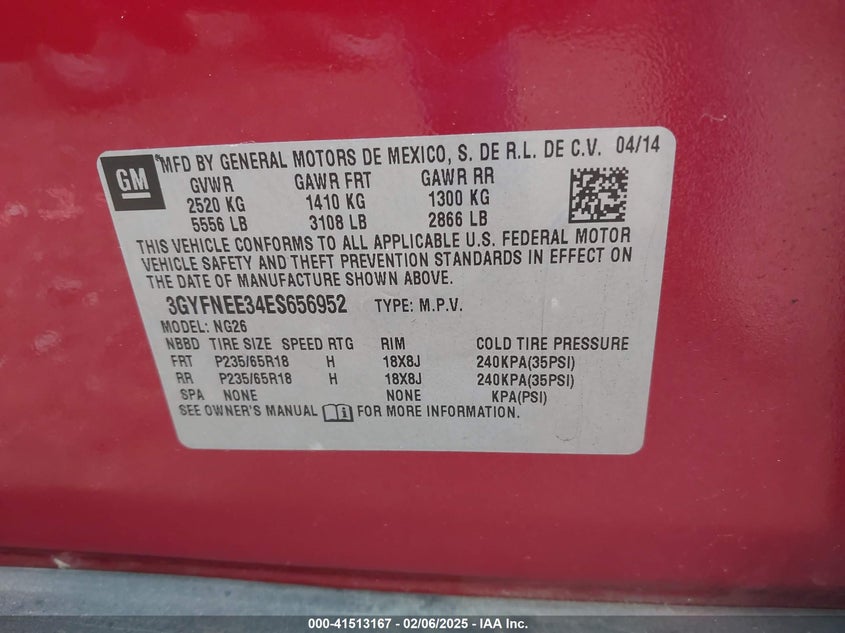 GM
MFD BY GENERAL MOTORS DE MEXICO, S. DE R.L. DE C.V. 04/14
GVWR GAWR FRT GAWR RR
2520 KG 1410 KG 1300 KG
5556 LB 3108 LB 2866 LB
THIS VEHICLE CONFORMS TO ALL APPLICABLE U.S. FEDERAL MOTOR
VEHICLE SAFETY AND THEFT PREVENTION STANDARDS IN EFFECT ON
THE DATE OF MANUFACTURE SHOWN ABOVE.
3GYFNEE34ES656952 TYPE: M.P.V.
MODEL: NG26
NBBD TIRE SIZE SPEED RTG RIM COLD TIRE PRESSURE
FRT P235/65R18 H 18X8J 240KPA(35PSI)
RR P235/65R18 H 18X8J 240KPA(35PSI)
SPA NONE NONE KPA(PSI)
SEE OWNER'S MANUAL FOR MORE INFORMATION.
000-41513167 - 02/06/2025 - IAA Inc.